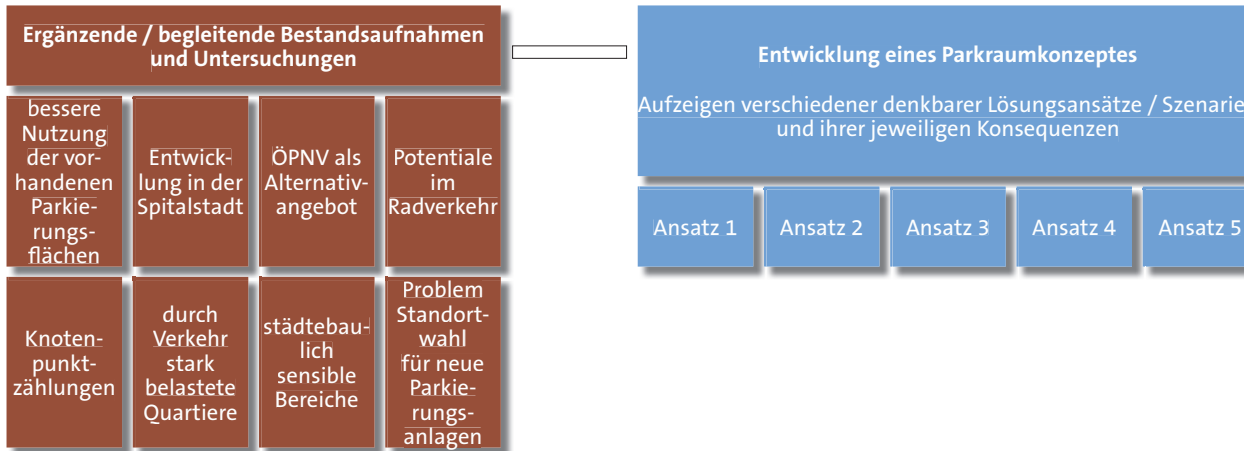 Ergänzende / begleitende Bestandsaufnahmen
und Untersuchungen
bessere
Nutzung
der vor-
handenen
Parkie-
rungs-
flächen
Entwick-
lung in der
Spitalstadt
ÖPNV als
Alternativ-
angebot
Potentiale
im
Radverkehr
Knoten-
punkt-
zählungen
durch
Verkehr
stark
belastete
Quartiere
städtebau-
lich
sensible
Bereiche
Problem
Standort-
wahl
für neue
Parkie-
rungs-
anlagen
Entwicklung eines Parkraumkonzeptes
Aufzeigen verschiedener denkbarer Lösungsansätze / Szenarie
und ihrer jeweiligen Konsequenzen
Ansatz 1
Ansatz 2
Ansatz 3
Ansatz 4
Ansatz 5